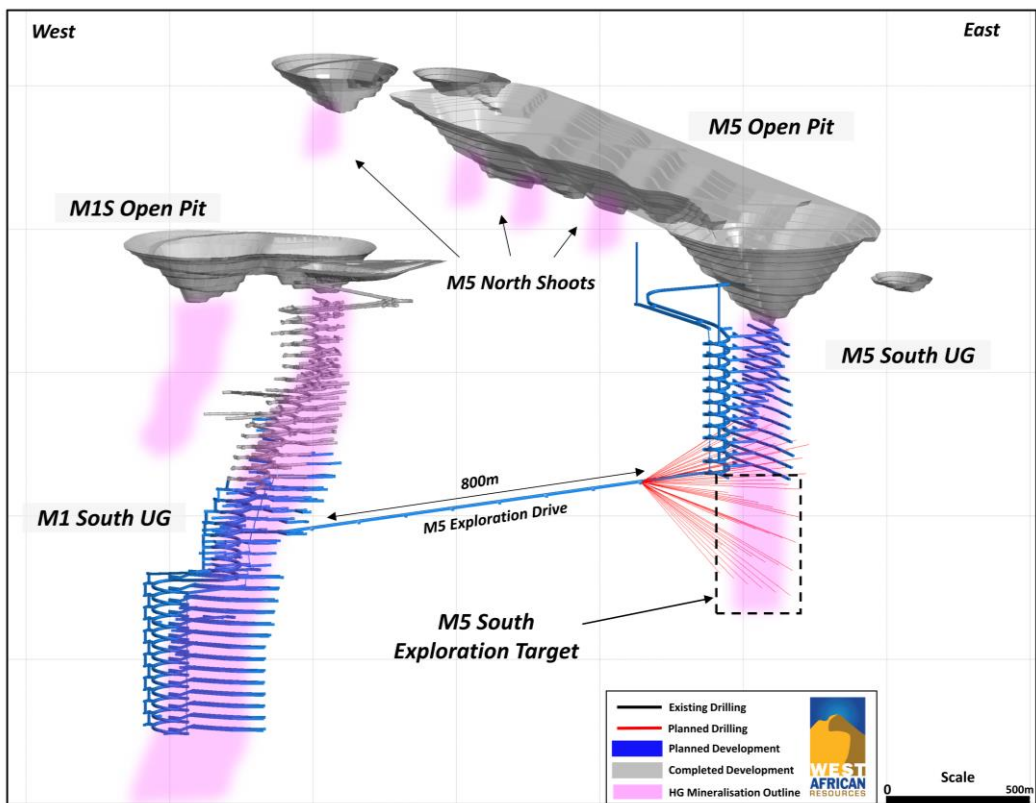 West
East
M5 Open Pit
M1S Open Pit
M5 North Shoots
M5 South UG
800m
M5 Exploration Drive
M1 South UG
M5 South
Exploration Target
Existing Drilling
Planned Drilling
Planned Development
Completed Development
HG Mineralisation Outline
WEST
AFRICAN
RESOURCES
Scale
0
500m